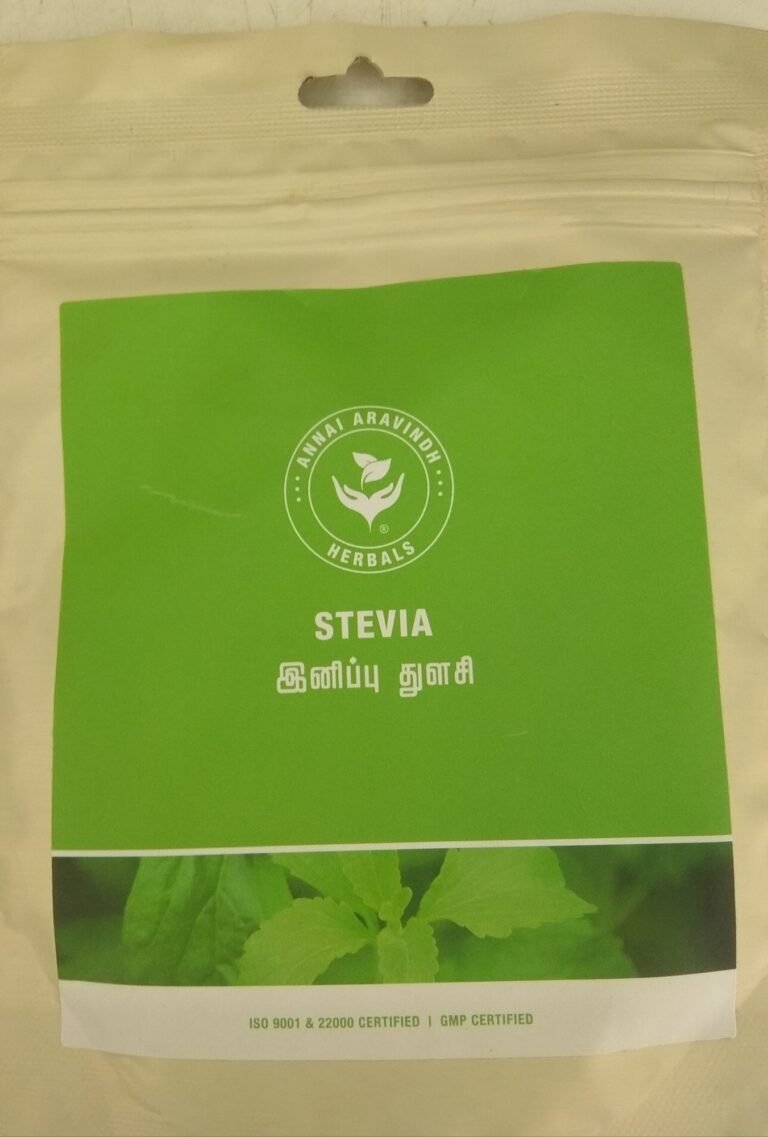 ANNAI ARAVINDH
HERBALS
®
STEVIA
இனிப்பு துளசி
ISO 9001 & 22000 CERTIFIED | GMP CERTIFIED